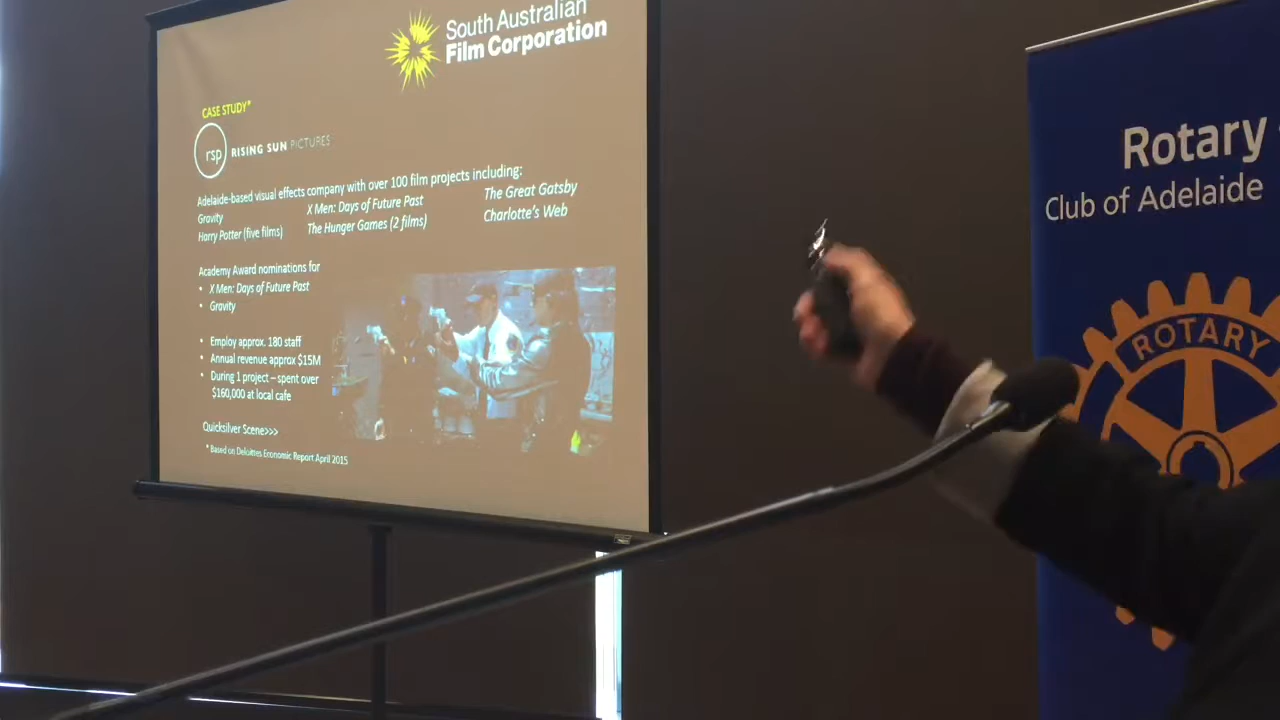 South Australian
Film Corporation
CASE STUDY*
rsp RISING SUN PICTURES
Adelaide-based visual effects company with over 100 film projects including:
Gravity X Men: Days of Future Past The Great Gatsby
Harry Potter (five films) The Hunger Games (2 films) Charlotte's Web
Academy Award nominations for
• X Men: Days of Future Past
• Gravity
• Employ approx. 180 staff
• Annual revenue approx $15M
• During 1 project – spent over
$160,000 at local cafe
Quicksilver Scene>>>
* Based on Deloittes Economic Report April 2015
Rotary
Club of Adelaide
ROTARY